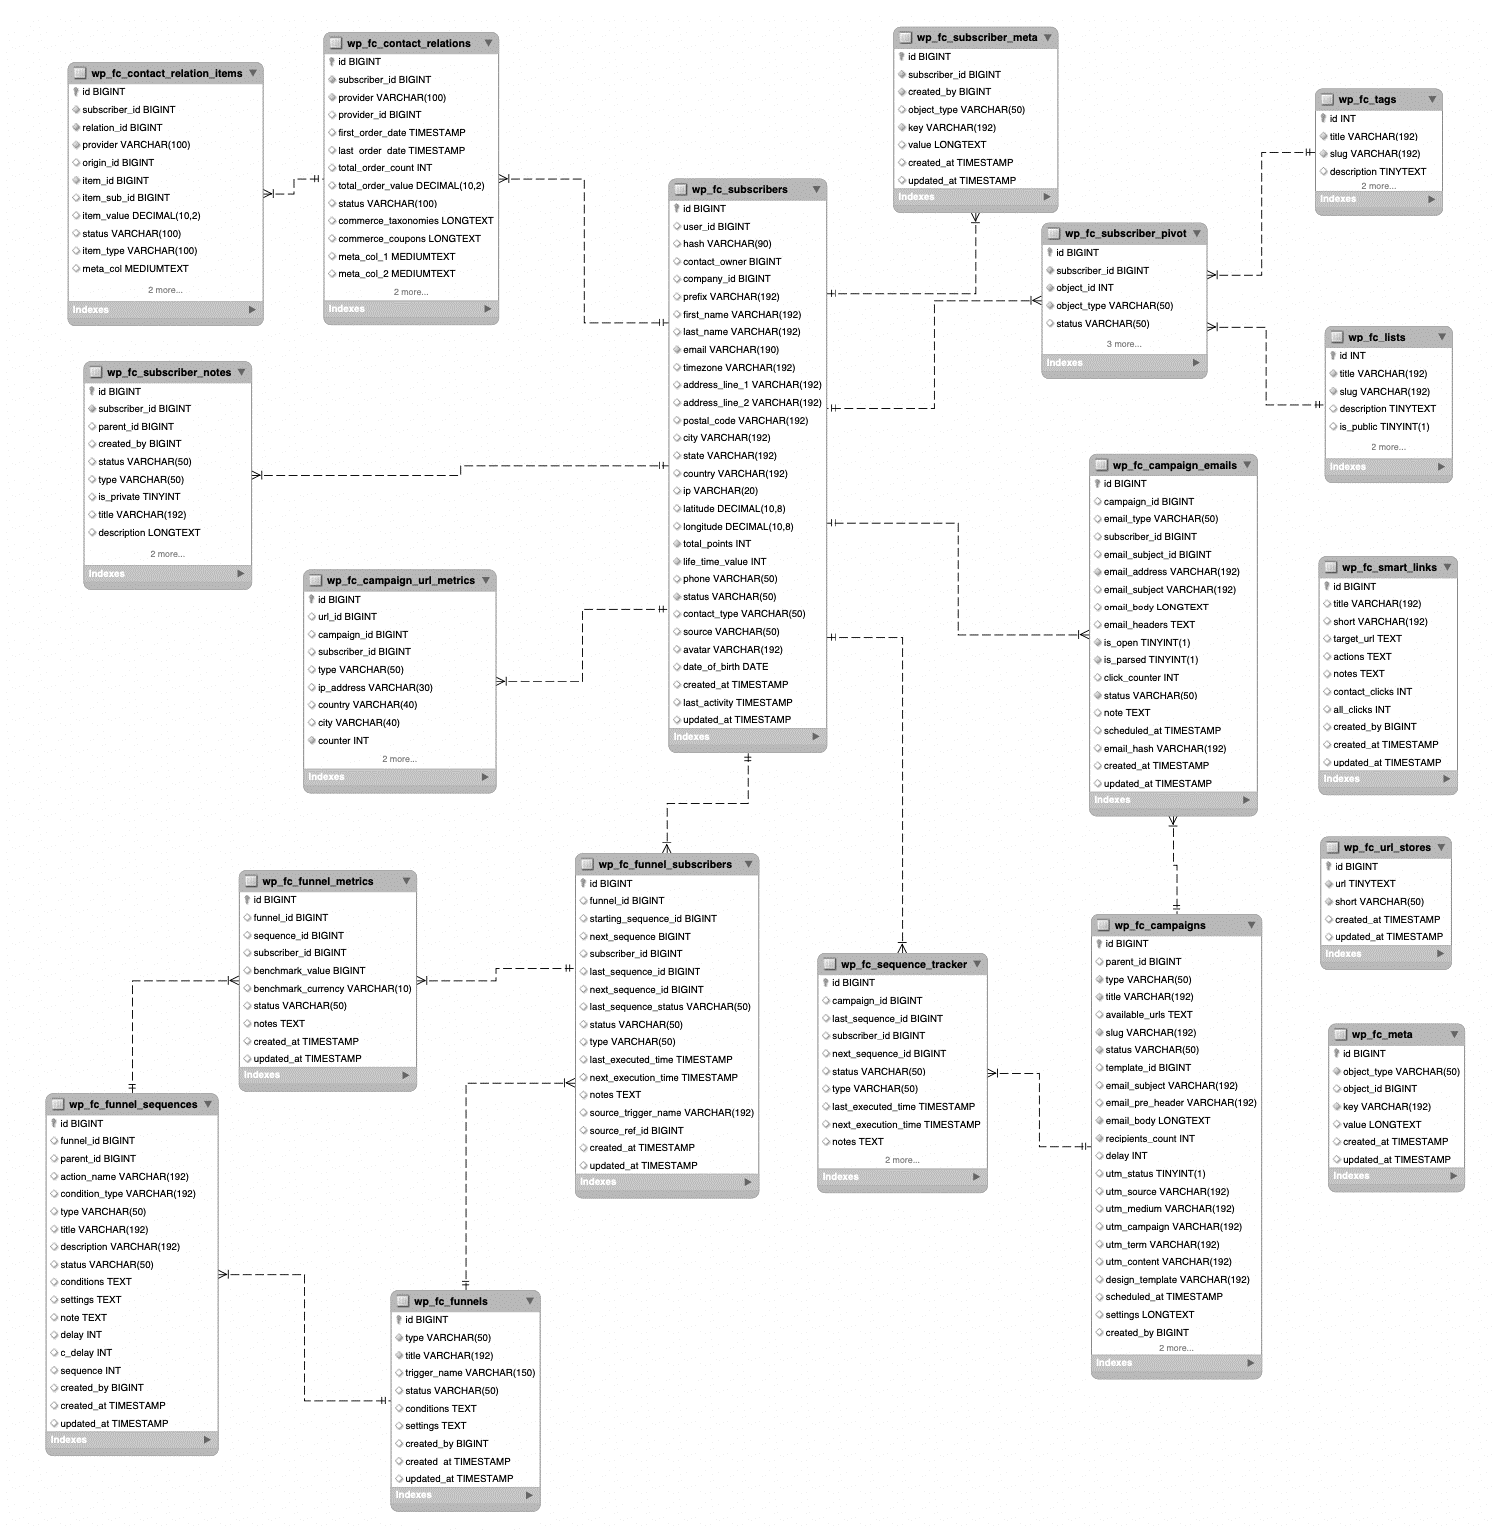 wp_fc_contact_relation_items
id BIGINT
subscriber_id BIGINT
relation_id BIGINT
provider VARCHAR(100)
origin_id BIGINT
item_id BIGINT
item_sub_id BIGINT
item_value DECIMAL(10,2)
status VARCHAR(100)
item_type VARCHAR(100)
meta_col MEDIUMTEXT
2 more...
Indexes
wp_fc_contact_relations
id BIGINT
subscriber_id BIGINT
provider VARCHAR(100)
provider_id BIGINT
first_order_date TIMESTAMP
last_order_date TIMESTAMP
total_order_count INT
total_order_value DECIMAL(10,2)
status VARCHAR(100)
commerce_taxonomies LONGTEXT
commerce_coupons LONGTEXT
meta_col_1 MEDIUMTEXT
meta_col_2 MEDIUMTEXT
2 more...
Indexes
wp_fc_subscribers
id BIGINT
user_id BIGINT
hash VARCHAR(90)
contact_owner BIGINT
company_id BIGINT
prefix VARCHAR(192)
first_name VARCHAR(192)
last_name VARCHAR(192)
email VARCHAR(190)
timezone VARCHAR(192)
address_line_1 VARCHAR(192)
address_line_2 VARCHAR(192)
postal_code VARCHAR(192)
city VARCHAR(192)
state VARCHAR(192)
country VARCHAR(192)
ip VARCHAR(20)
latitude DECIMAL(10,8)
longitude DECIMAL(10,8)
total_points INT
life_time_value INT
phone VARCHAR(50)
status VARCHAR(50)
contact_type VARCHAR(50)
source VARCHAR(50)
avatar VARCHAR(192)
date_of_birth DATE
created_at TIMESTAMP
last_activity TIMESTAMP
updated_at TIMESTAMP
Indexes
wp_fc_subscriber_meta
id BIGINT
subscriber_id BIGINT
created_by BIGINT
object_type VARCHAR(50)
key VARCHAR(192)
value LONGTEXT
created_at TIMESTAMP
updated_at TIMESTAMP
Indexes
wp_fc_tags
id INT
title VARCHAR(192)
slug VARCHAR(192)
description TINYTEXT
2 more...
Indexes
wp_fc_subscriber_pivot
id BIGINT
subscriber_id BIGINT
object_id INT
object_type VARCHAR(50)
status VARCHAR(50)
3 more...
Indexes
wp_fc_lists
id INT
title VARCHAR(192)
slug VARCHAR(192)
description TINYTEXT
is_public TINYINT(1)
2 more...
Indexes
wp_fc_subscriber_notes
id BIGINT
subscriber_id BIGINT
parent_id BIGINT
created_by BIGINT
status VARCHAR(50)
type VARCHAR(50)
is_private TINYINT
title VARCHAR(192)
description LONGTEXT
2 more...
Indexes
wp_fc_campaign_url_metrics
id BIGINT
url_id BIGINT
campaign_id BIGINT
subscriber_id BIGINT
type VARCHAR(50)
ip_address VARCHAR(30)
country VARCHAR(40)
city VARCHAR(40)
counter INT
2 more...
Indexes
wp_fc_campaign_emails
id BIGINT
campaign_id BIGINT
email_type VARCHAR(50)
subscriber_id BIGINT
email_subject_id BIGINT
email_address VARCHAR(192)
email_subject VARCHAR(192)
email_body LONGTEXT
email_headers TEXT
is_open TINYINT(1)
is_parsed TINYINT(1)
click_counter INT
status VARCHAR(50)
note TEXT
scheduled_at TIMESTAMP
email_hash VARCHAR(192)
created_at TIMESTAMP
updated_at TIMESTAMP
Indexes
wp_fc_smart_links
id BIGINT
title VARCHAR(192)
short VARCHAR(192)
target_url TEXT
actions TEXT
notes TEXT
contact_clicks INT
all_clicks INT
created_by BIGINT
created_at TIMESTAMP
updated_at TIMESTAMP
Indexes
wp_fc_url_stores
id BIGINT
url TINYTEXT
short VARCHAR(50)
created_at TIMESTAMP
updated_at TIMESTAMP
Indexes
wp_fc_funnel_metrics
id BIGINT
funnel_id BIGINT
sequence_id BIGINT
subscriber_id BIGINT
benchmark_value BIGINT
benchmark_currency VARCHAR(10)
status VARCHAR(50)
notes TEXT
created_at TIMESTAMP
updated_at TIMESTAMP
Indexes
wp_fc_funnel_subscribers
id BIGINT
funnel_id BIGINT
starting_sequence_id BIGINT
next_sequence BIGINT
subscriber_id BIGINT
last_sequence_id BIGINT
next_sequence_id BIGINT
last_sequence_status VARCHAR(50)
status VARCHAR(50)
type VARCHAR(50)
last_executed_time TIMESTAMP
next_execution_time TIMESTAMP
notes TEXT
source_trigger_name VARCHAR(192)
source_ref_id BIGINT
created_at TIMESTAMP
updated_at TIMESTAMP
Indexes
wp_fc_sequence_tracker
id BIGINT
campaign_id BIGINT
last_sequence_id BIGINT
subscriber_id BIGINT
next_sequence_id BIGINT
status VARCHAR(50)
type VARCHAR(50)
last_executed_time TIMESTAMP
next_execution_time TIMESTAMP
notes TEXT
2 more...
Indexes
wp_fc_campaigns
id BIGINT
parent_id BIGINT
type VARCHAR(50)
title VARCHAR(192)
available_urls TEXT
slug VARCHAR(192)
status VARCHAR(50)
template_id BIGINT
email_subject VARCHAR(192)
email_pre_header VARCHAR(192)
email_body LONGTEXT
recipients_count INT
delay INT
utm_status TINYINT(1)
utm_source VARCHAR(192)
utm_medium VARCHAR(192)
utm_campaign VARCHAR(192)
utm_term VARCHAR(192)
utm_content VARCHAR(192)
design_template VARCHAR(192)
scheduled_at TIMESTAMP
settings LONGTEXT
created_by BIGINT
2 more...
Indexes
wp_fc_meta
id BIGINT
object_type VARCHAR(50)
object_id BIGINT
key VARCHAR(192)
value LONGTEXT
created_at TIMESTAMP
updated_at TIMESTAMP
Indexes
wp_fc_funnel_sequences
id BIGINT
funnel_id BIGINT
parent_id BIGINT
action_name VARCHAR(192)
condition_type VARCHAR(192)
type VARCHAR(50)
title VARCHAR(192)
description VARCHAR(192)
status VARCHAR(50)
conditions TEXT
settings TEXT
note TEXT
delay INT
c_delay INT
sequence INT
created_by BIGINT
created_at TIMESTAMP
updated_at TIMESTAMP
Indexes
wp_fc_funnels
id BIGINT
type VARCHAR(50)
title VARCHAR(192)
trigger_name VARCHAR(150)
status VARCHAR(50)
conditions TEXT
settings TEXT
created_by BIGINT
created_at TIMESTAMP
updated_at TIMESTAMP
Indexes